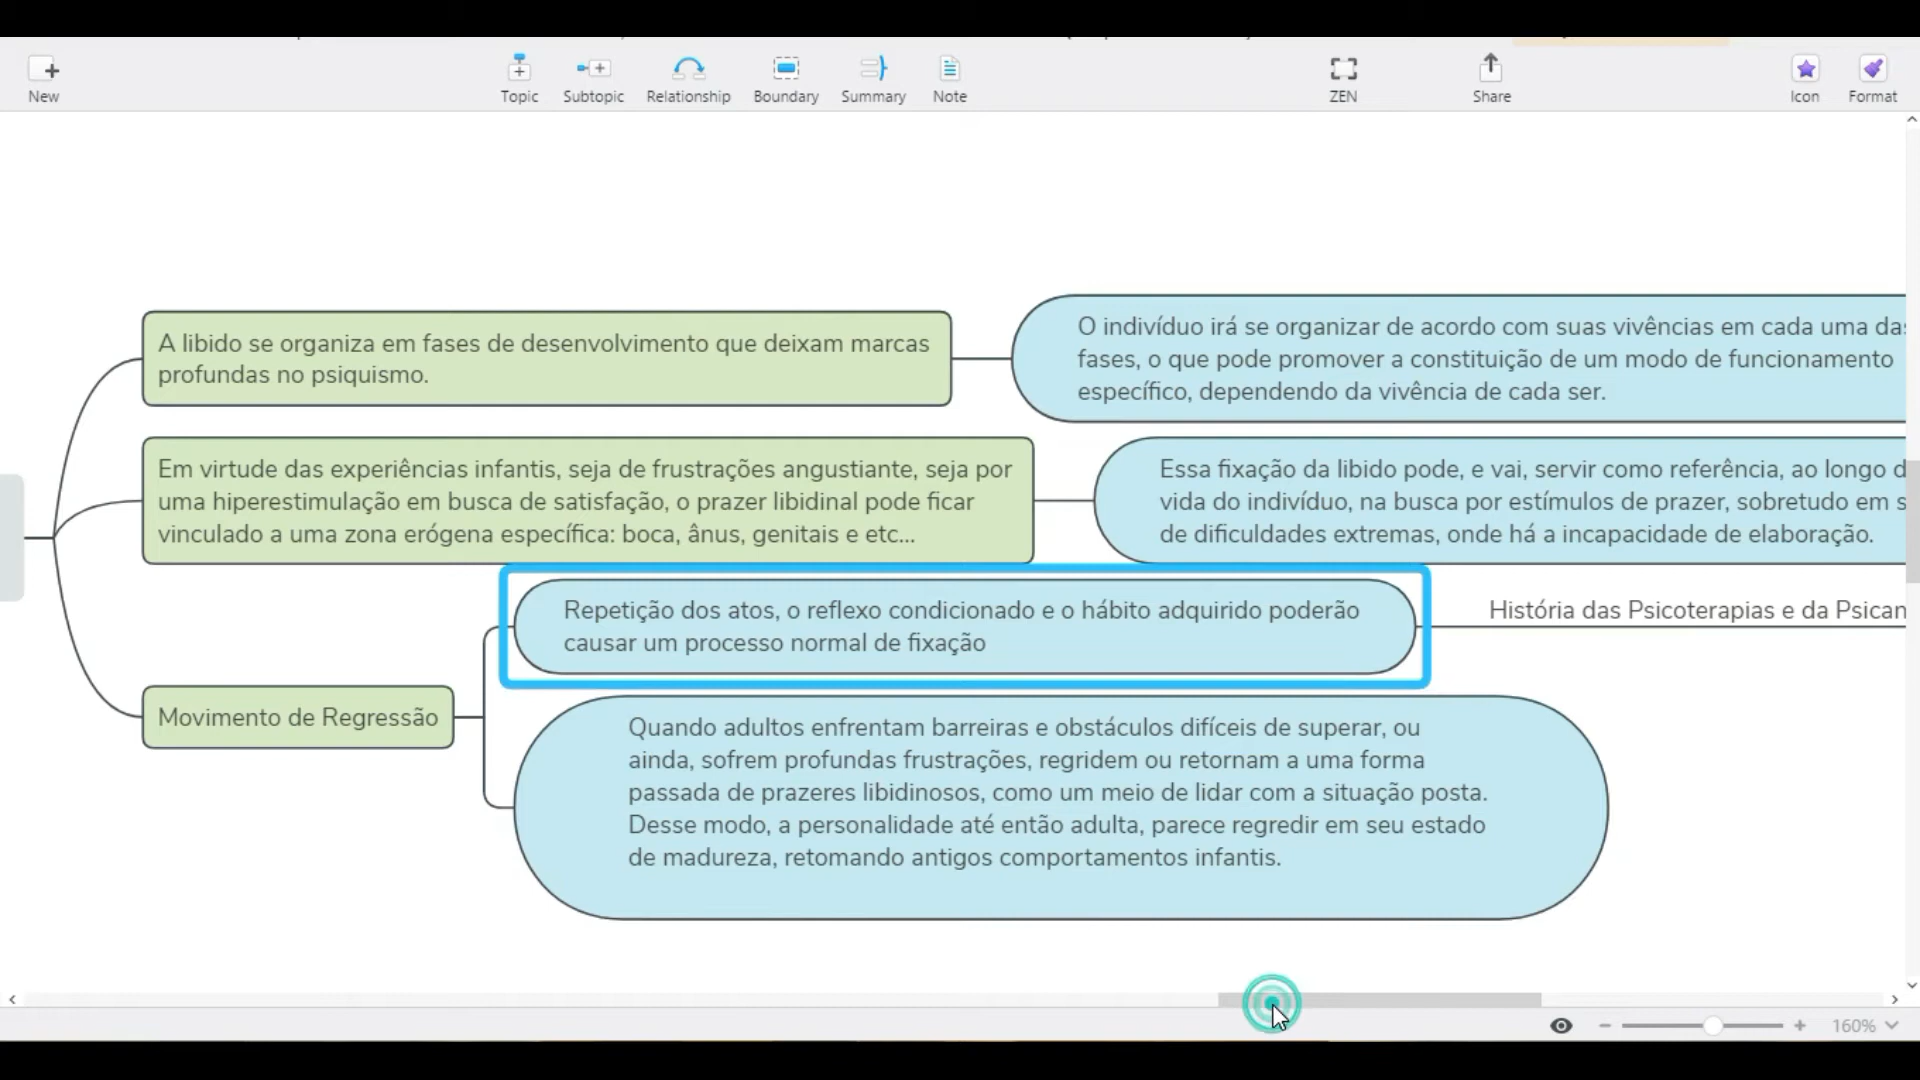 New
Topic
Subtopic
Relationship
Boundary
Summary
Note
ZEN
Share
Icon
Format
A libido se organiza em fases de desenvolvimento que deixam marcas
profundas no psiquismo.
O indivíduo irá se organizar de acordo com suas vivências em cada uma
fases, o que pode promover a constituição de um modo de funcionamento
específico, dependendo da vivência de cada ser.
Em virtude das experiências infantis, seja de frustrações angustiante, seja por
uma hiperestimulação em busca de satisfação, o prazer libidinal pode ficar
vinculado a uma zona erógena específica: boca, ânus, genitais e etc...
Essa fixação da libido pode, e vai, servir como referência, ao longo
vida do indivíduo, na busca por estímulos de prazer, sobretudo em
de dificuldades extremas, onde há a incapacidade de elaboração.
Repetição dos atos, o reflexo condicionado e o hábito adquirido poderão
causar um processo normal de fixação
História das Psicoterapias e da
Movimento de Regressão
Quando adultos enfrentam barreiras e obstáculos difíceis de superar, ou
ainda, sofrem profundas frustrações, regridem ou retornam a uma forma
passada de prazeres libidinosos, como um meio de lidar com a situação posta.
Desse modo, a personalidade até então adulta, parece regredir em seu estado
de madureza, retomando antigos comportamentos infantis.
160%